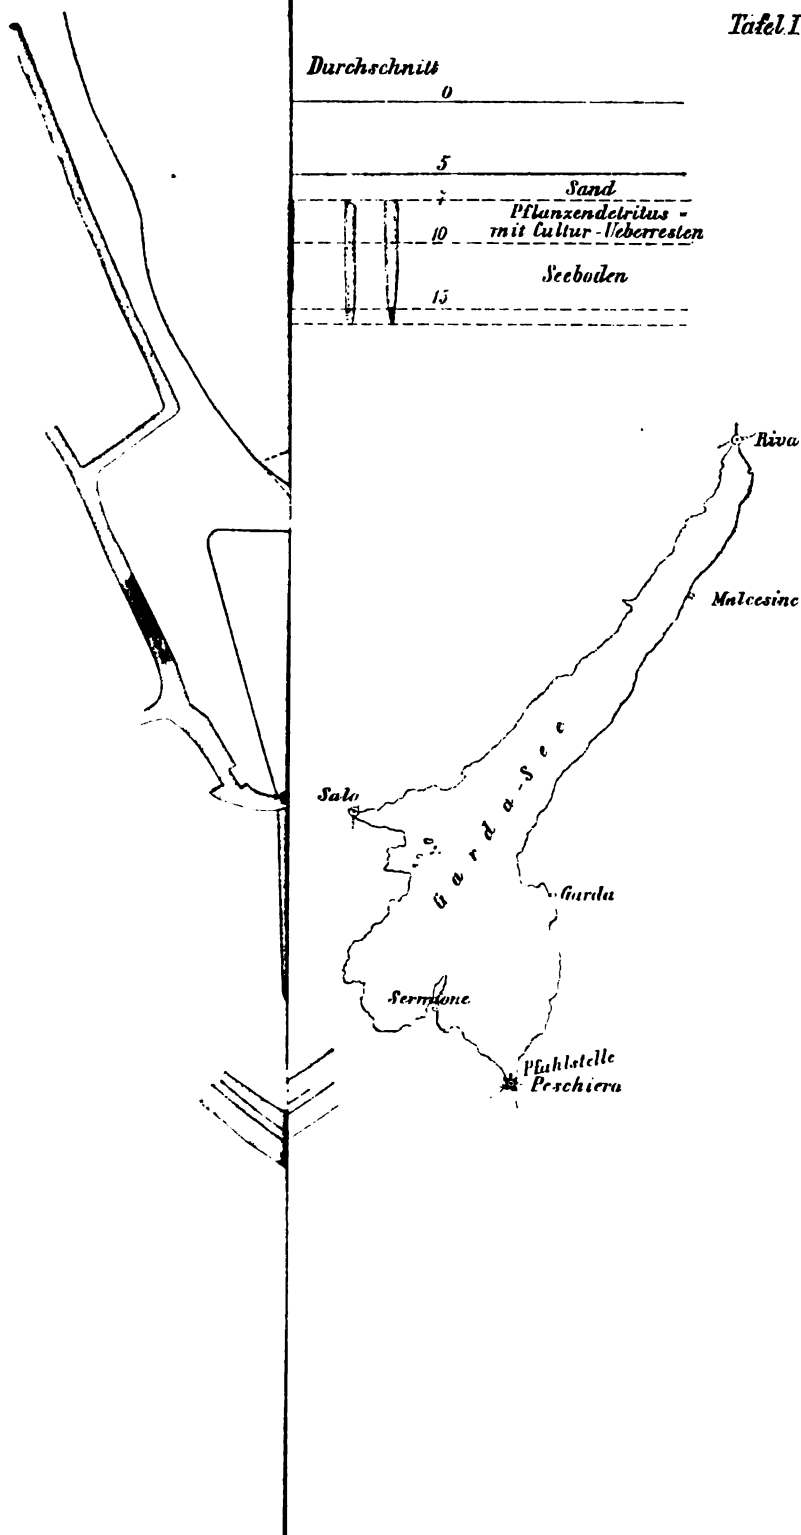 Tafel I
Durchschnitt
0
5
Sand
7
Pflanzendetritus =
mit Cultur-Ueberresten
10
Seeboden
15
Riva
Malcesine
Garda-See
Salo
Garda
Sermione
Pfahlstelle
Peschiera